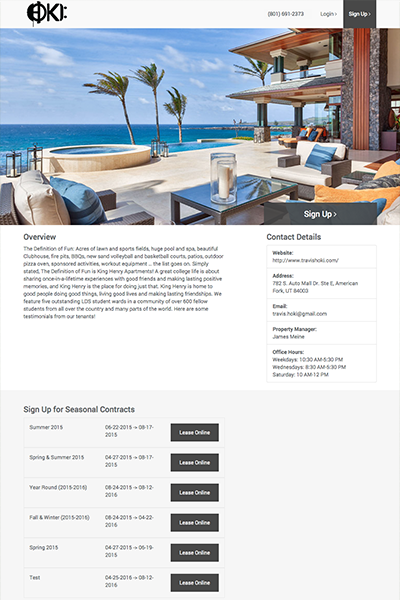 HOKI
(801) 691-2373
Login ›
Sign Up ›
Sign Up ›
Overview
The Definition of Fun: Acres of lawn and sports fields, huge pool and spa, beautiful
Clubhouse, fire pits, BBQs, new sand volleyball and basketball courts, patios, outdoor
pizza oven, sponsored activities, workout equipment .. the list goes on. Simply
stated, The Definition of Fun is King Henry Apartments! A great college life is about
sharing once-in-a-lifetime experiences with good friends and making lasting positive
memories, and King Henry is the place for doing just that. King Henry is home to
good people doing good things, living good lives and making lasting friendships. We
feature five outstanding LDS student wards in a community of over 600 fellow
students from all over the country and many parts of the world. Here are some
testimonials from our tenants!
Contact Details
Website:
http://www.travishoki.com/
Address:
782 S. Auto Mall Dr. Ste E, American
Fork, UT 84003
Email:
travis.hoki@gmail.com
Property Manager:
James Meine
Office Hours:
Weekdays: 10:30 AM-5:30 PM
Wednesdays: 8:30 AM-5:30 PM
Saturday: 10 AM-12 PM
Sign Up for Seasonal Contracts
Summer 2015
06-22-2015 -> 08-17-
2015
Lease Online
Spring & Summer 2015
04-27-2015 -> 08-17-
2015
Lease Online
Year Round (2015-2016)
08-24-2015 -> 08-12-
2016
Lease Online
Fall & Winter (2015-2016)
08-24-2015 -> 04-22-
2016
Lease Online
Spring 2015
04-27-2015 -> 06-19-
2015
Lease Online
Test
04-25-2016 -> 08-12-
2016
Lease Online